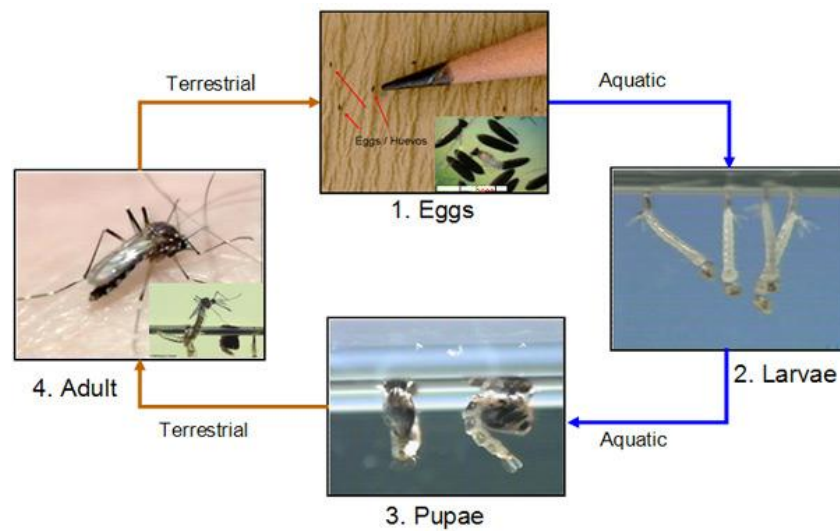 Terrestrial
Aquatic
Eggs / Huevos
1. Eggs
4. Adult
2. Larvae
Terrestrial
Aquatic
3. Pupae